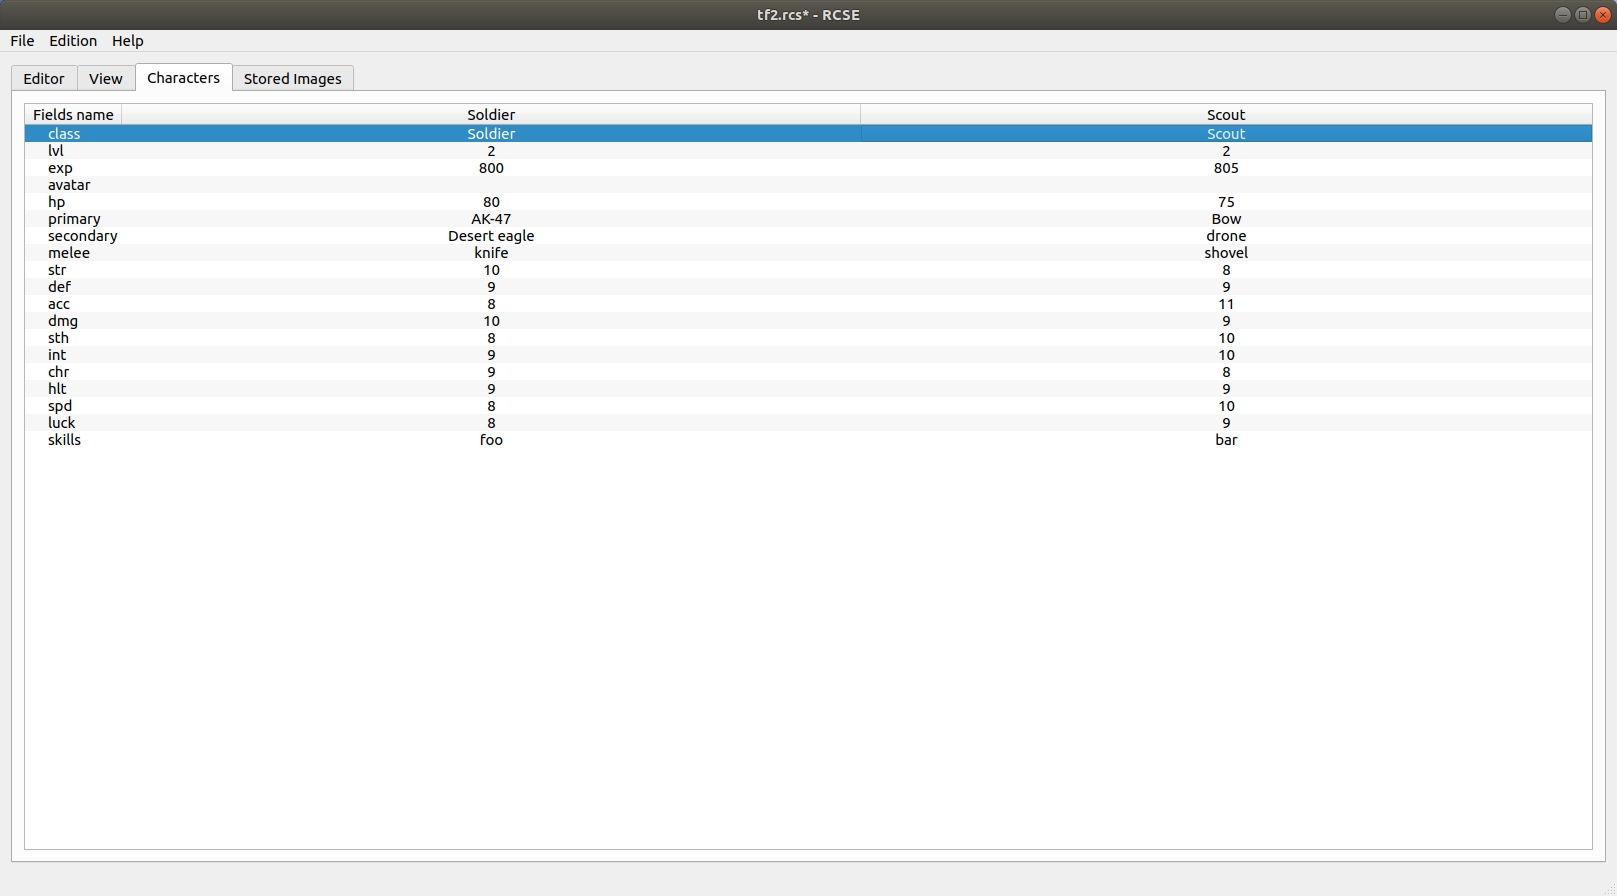 tf2.rcs* - RCSE
File Edition Help
Editor View Characters Stored Images
Fields name Soldier Scout
class Soldier Scout
lvl 2 2
exp 800 805
avatar
hp 80 75
primary AK-47 Bow
secondary Desert eagle drone
melee knife shovel
str 10 8
def 9 9
acc 8 11
dmg 10 9
sth 8 10
int 9 10
chr 9 8
hlt 9 9
spd 8 10
luck 8 9
skills foo bar